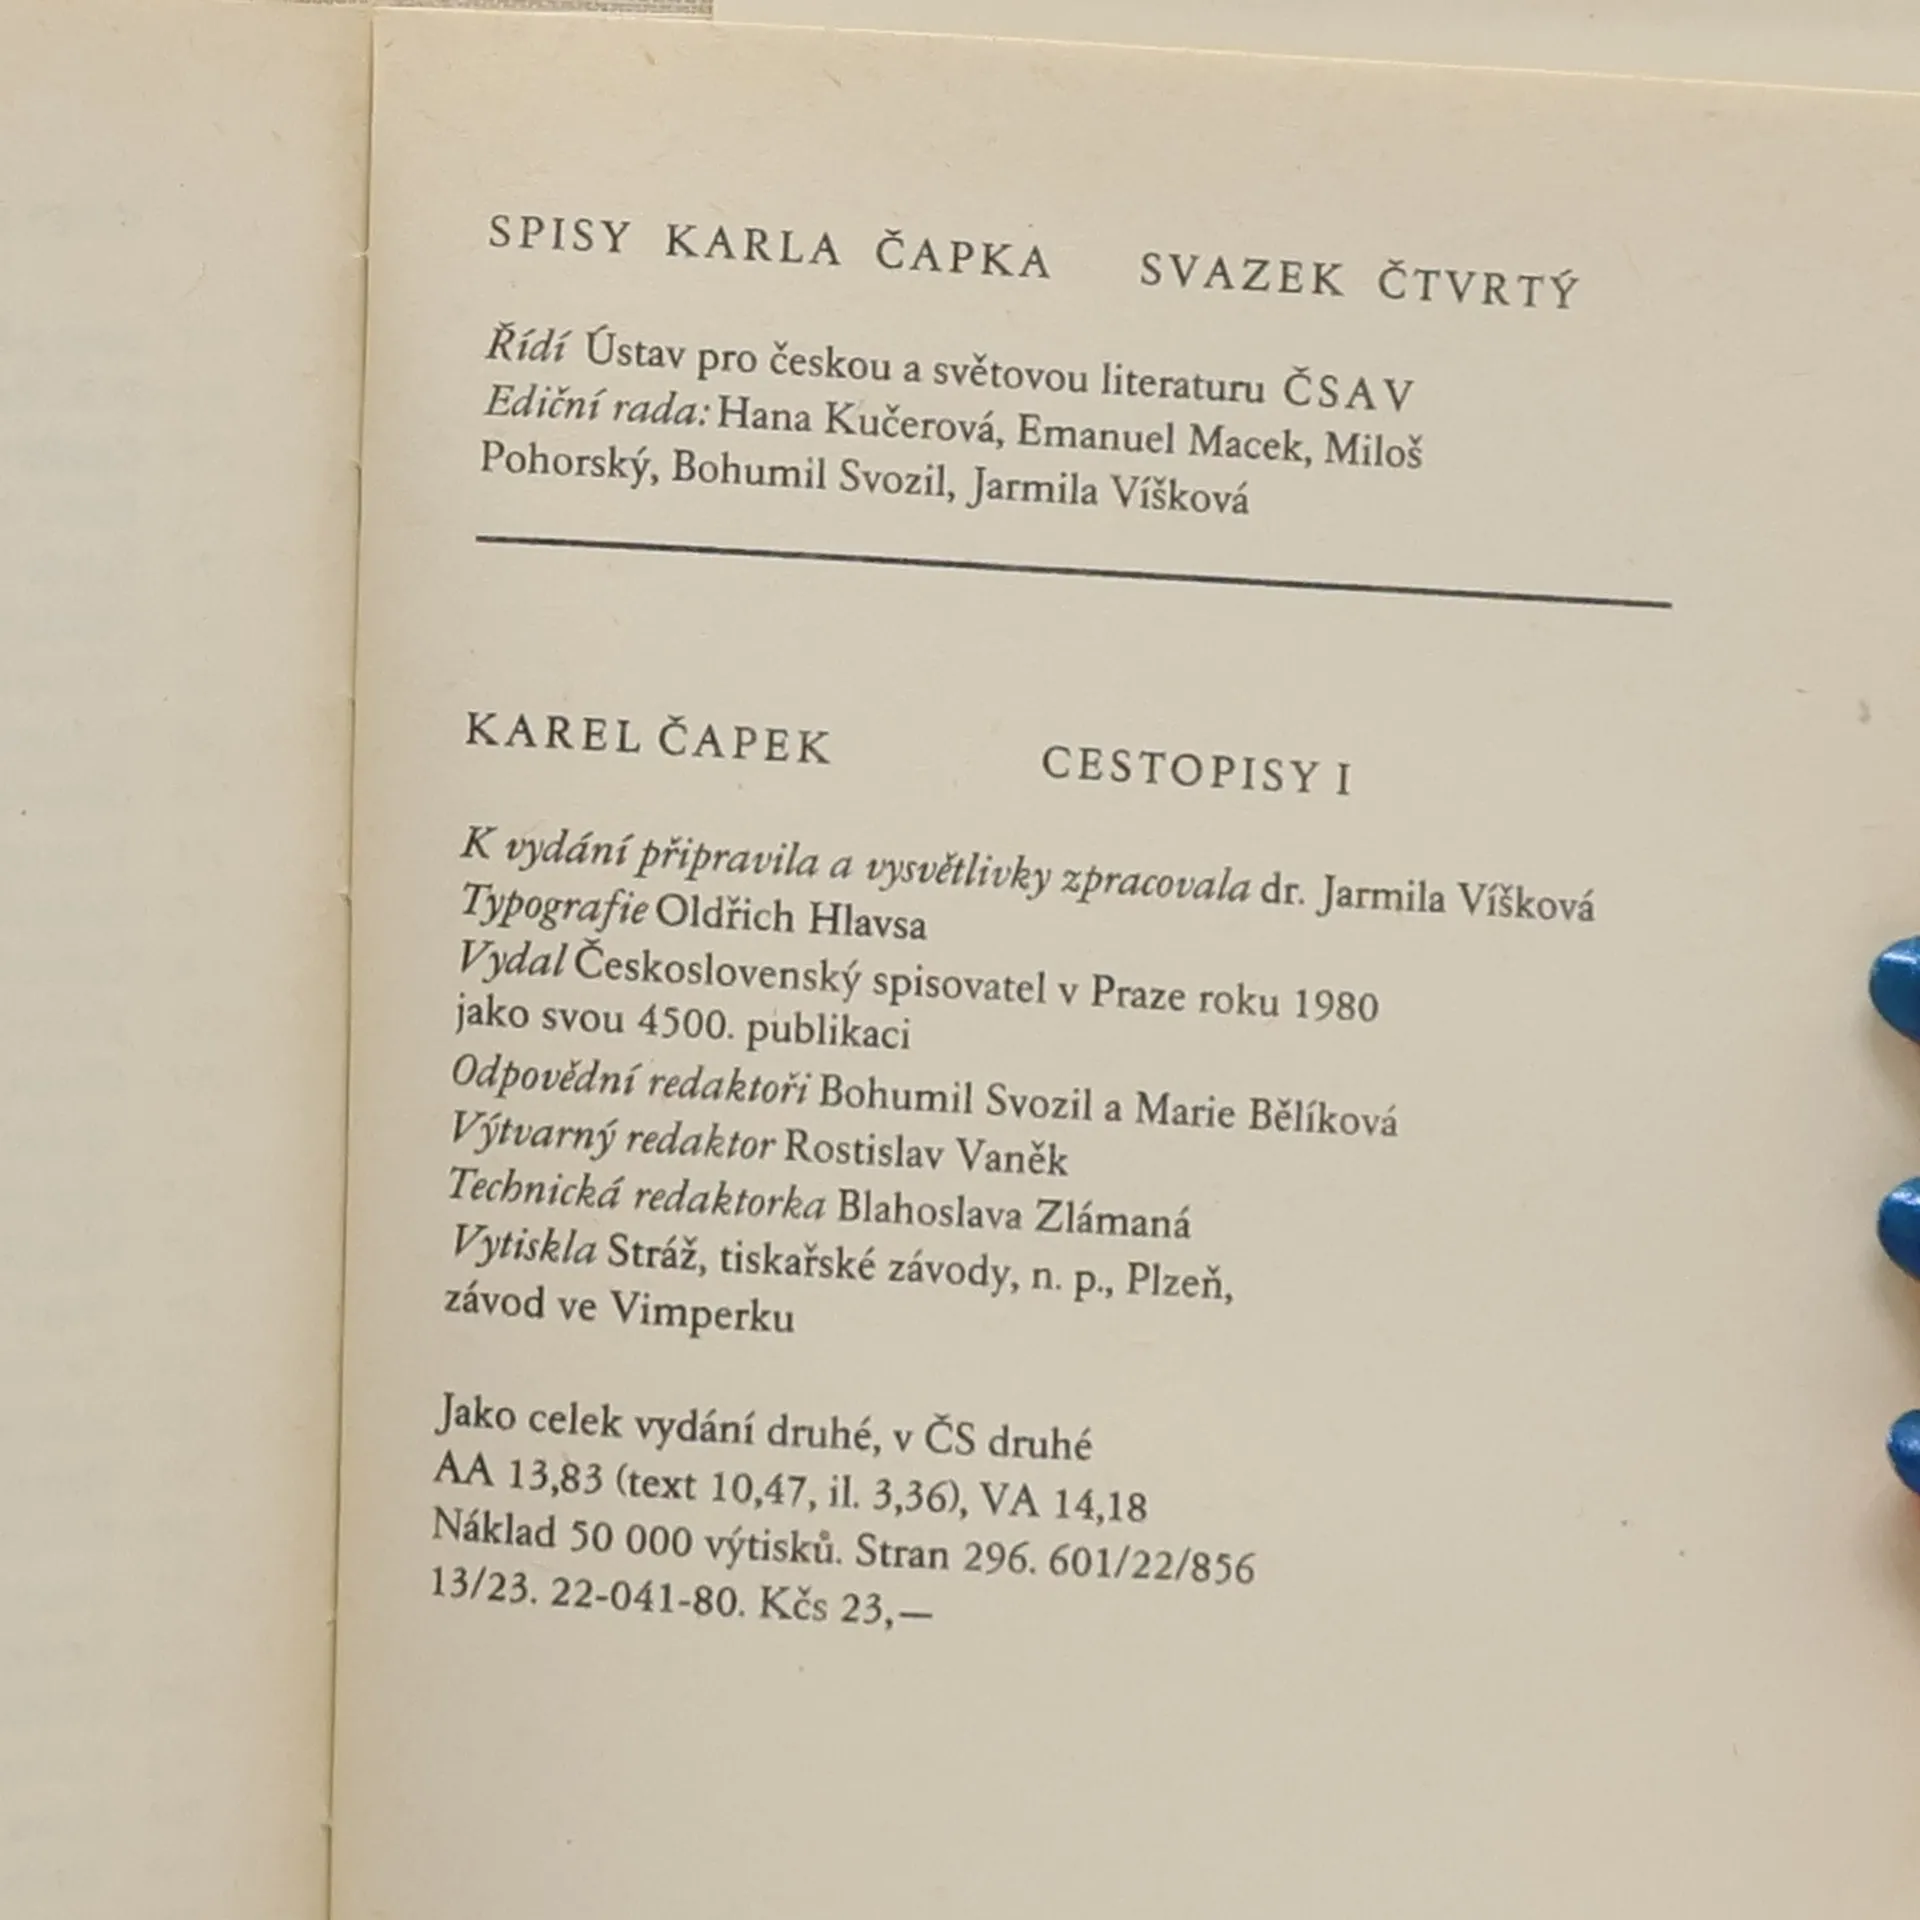 SPISY KARLA ČAPKA SVAZEK ČTVRTÝ
Řídí Ústav pro českou a světovou literaturu ČSAV
Ediční rada: Hana Kučerová, Emanuel Macek, Miloš
Pohorský, Bohumil Svozil, Jarmila Víšková
KAREL ČAPEK CESTOPISY I
K vydání připravila a vysvětlivky zpracovala dr. Jarmila Víšková
Typografie Oldřich Hlavsa
Vydal Československý spisovatel v Praze roku 1980
jako svou 4500. publikaci
Odpovědní redaktoři Bohumil Svozil a Marie Bělíková
Výtvarný redaktor Rostislav Vaněk
Technická redaktorka Blahoslava Zlámaná
Vytiskla Stráž, tiskařské závody, n. p., Plzeň,
závod ve Vimperku
Jako celek vydání druhé, v ČS druhé
AA 13,83 (text 10,47, il. 3,36), VA 14,18
Náklad 50 000 výtisků. Stran 296. 601/22/856
13/23. 22-041-80. Kčs 23,—